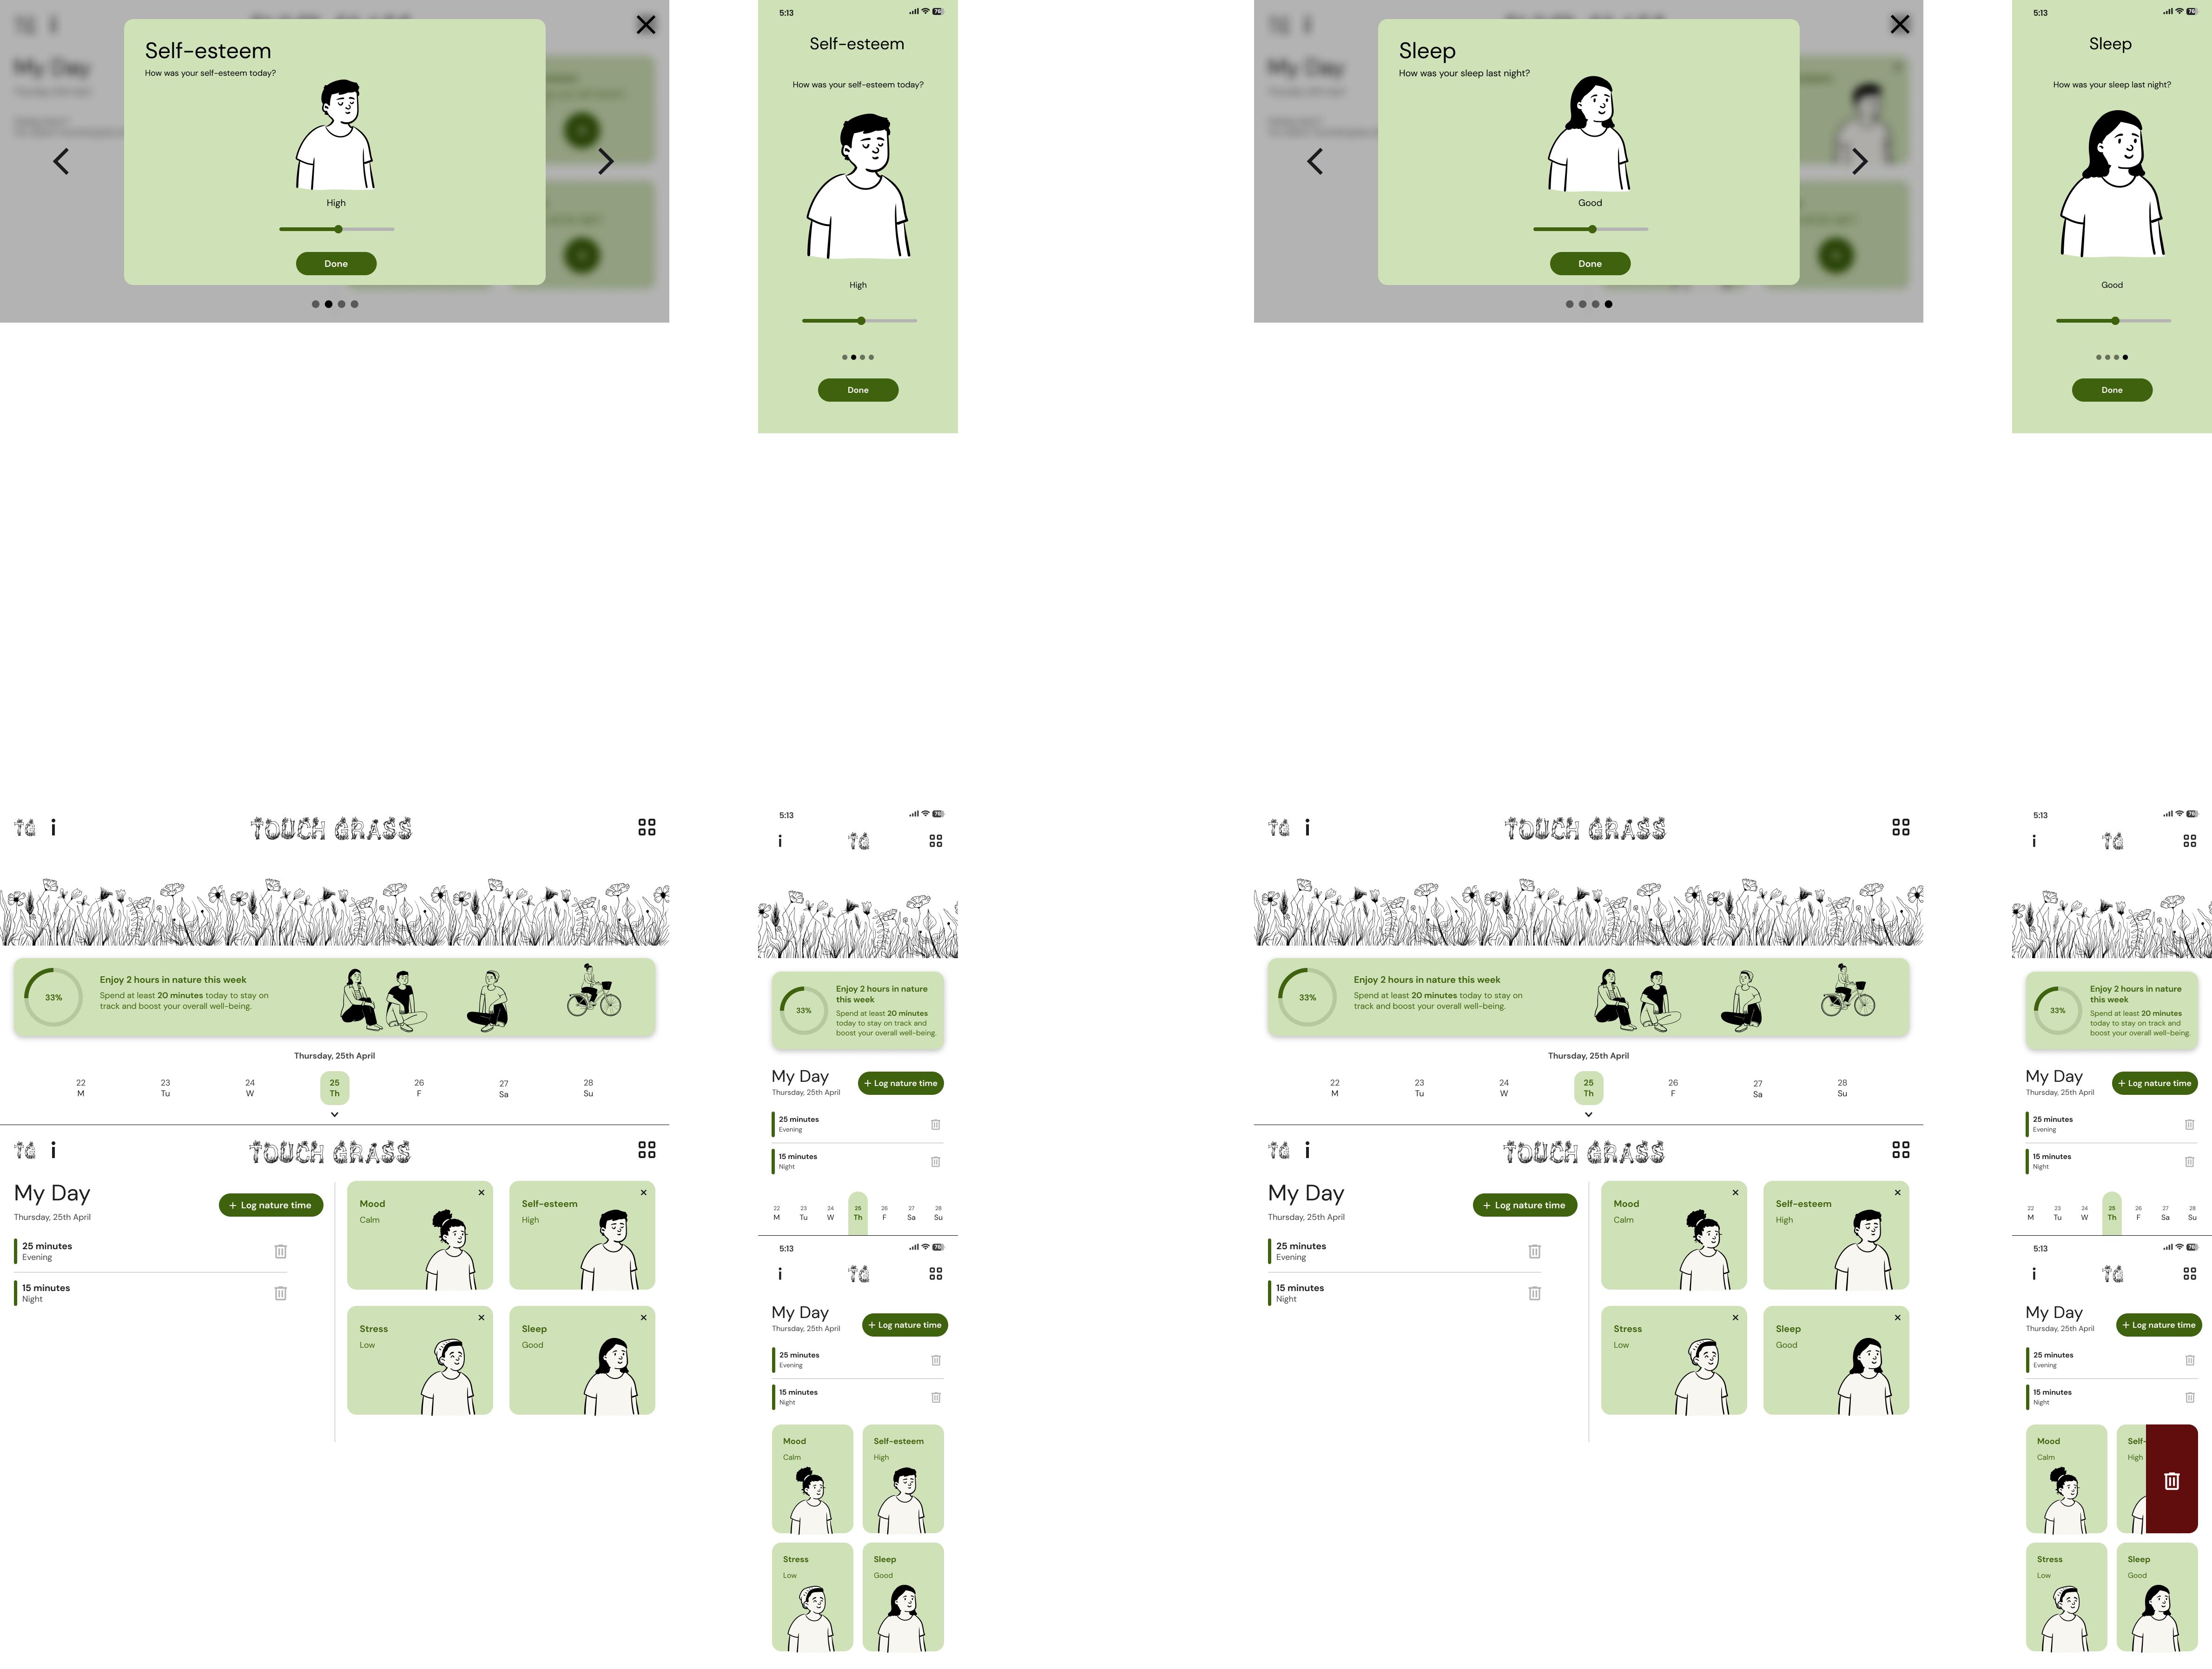 Self-esteem
How was your self-esteem today?
High
Done
My Day
5:13
76
Self-esteem
How was your self-esteem today?
High
Done
Sleep
How was your sleep last night?
Good
Done
My Day
5:13
76
Sleep
How was your sleep last night?
Good
Done
TG i TOUCH GRASS
33%
Enjoy 2 hours in nature this week
Spend at least 20 minutes today to stay on
track and boost your overall well-being.
Thursday, 25th April
22 23 24 25 26 27 28
M Tu W Th F Sa Su
TG i TOUCH GRASS
My Day
Thursday, 25th April
+ Log nature time
25 minutes
Evening
15 minutes
Night
Mood
Calm
Self-esteem
High
Stress
Low
Sleep
Good
5:13
76
i TG
33%
Enjoy 2 hours in nature
this week
Spend at least 20 minutes
today to stay on track and
boost your overall well-being.
My Day
Thursday, 25th April
+ Log nature time
25 minutes
Evening
15 minutes
Night
22 23 24 25 26 27 28
M Tu W Th F Sa Su
5:13
76
i TG
My Day
Thursday, 25th April
+ Log nature time
25 minutes
Evening
15 minutes
Night
Mood
Calm
Self-esteem
High
Stress
Low
Sleep
Good
TG i TOUCH GRASS
33%
Enjoy 2 hours in nature this week
Spend at least 20 minutes today to stay on
track and boost your overall well-being.
Thursday, 25th April
22 23 24 25 26 27 28
M Tu W Th F Sa Su
TG i TOUCH GRASS
My Day
Thursday, 25th April
+ Log nature time
25 minutes
Evening
15 minutes
Night
Mood
Calm
Self-esteem
High
Stress
Low
Sleep
Good
5:13
76
i TG
33%
Enjoy 2 hours in nature
this week
Spend at least 20 minutes
today to stay on track and
boost your overall well-being.
My Day
Thursday, 25th April
+ Log nature time
25 minutes
Evening
15 minutes
Night
22 23 24 25 26 27 28
M Tu W Th F Sa Su
5:13
76
i TG
My Day
Thursday, 25th April
+ Log nature time
25 minutes
Evening
15 minutes
Night
Mood
Calm
Self-
High
Stress
Low
Sleep
Good